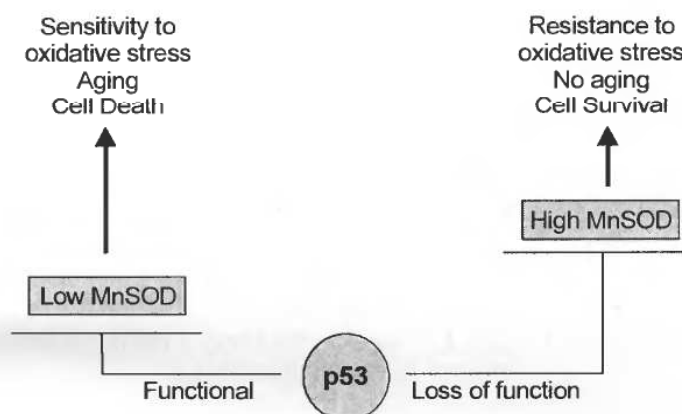 Sensitivity to
oxidative stress
Aging
Cell Death
Resistance to
oxidative stress
No aging
Cell Survival
High MnSOD
Low MnSOD
p53
Functional
Loss of function